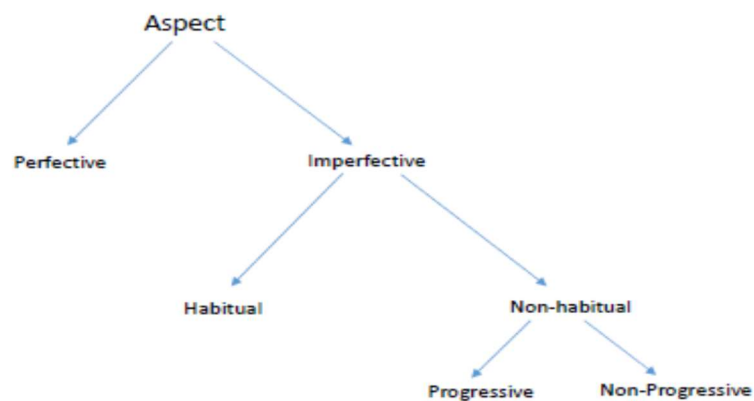 Aspect
Perfective
Imperfective
Habitual
Non-habitual
Progressive
Non-Progressive